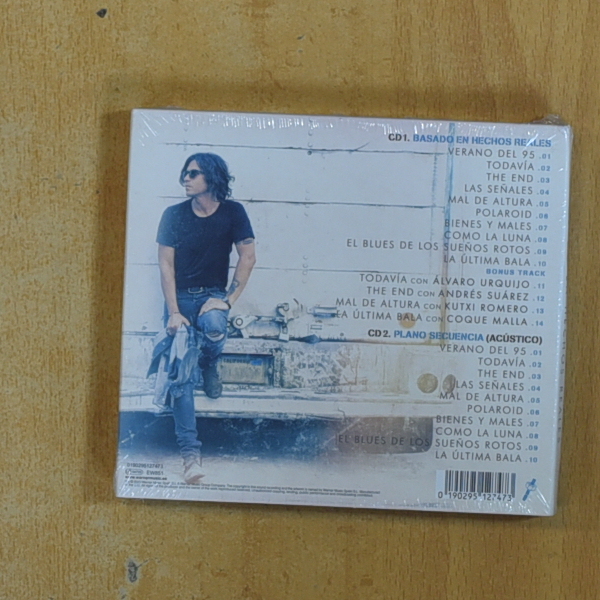 CD1. BASADO EN HECHOS REALES
VERANO DEL 95 .01
TODAVÍA .02
THE END .03
LAS SEÑALES .04
MAL DE ALTURA .05
POLAROID .06
BIENES Y MALES .07
COMO LA LUNA .08
EL BLUES DE LOS SUEÑOS ROTOS .09
LA ÚLTIMA BALA .10
BONUS TRACK
TODAVÍA CON ÁLVARO URQUIJO .11
THE END CON ANDRÉS SUÁREZ .12
MAL DE ALTURA CON KUTXI ROMERO .13
LA ÚLTIMA BALA CON COQUE MALLA .14
CD2. PLANO SECUENCIA (ACÚSTICO)
VERANO DEL 95 .01
TODAVÍA .02
THE END .03
LAS SEÑALES .04
MAL DE ALTURA .05
POLAROID .06
BIENES Y MALES .07
COMO LA LUNA .08
EL BLUES DE LOS SUEÑOS ROTOS .09
LA ÚLTIMA BALA .10
0190295127473
www.warnermusic.es
0 190295 127473